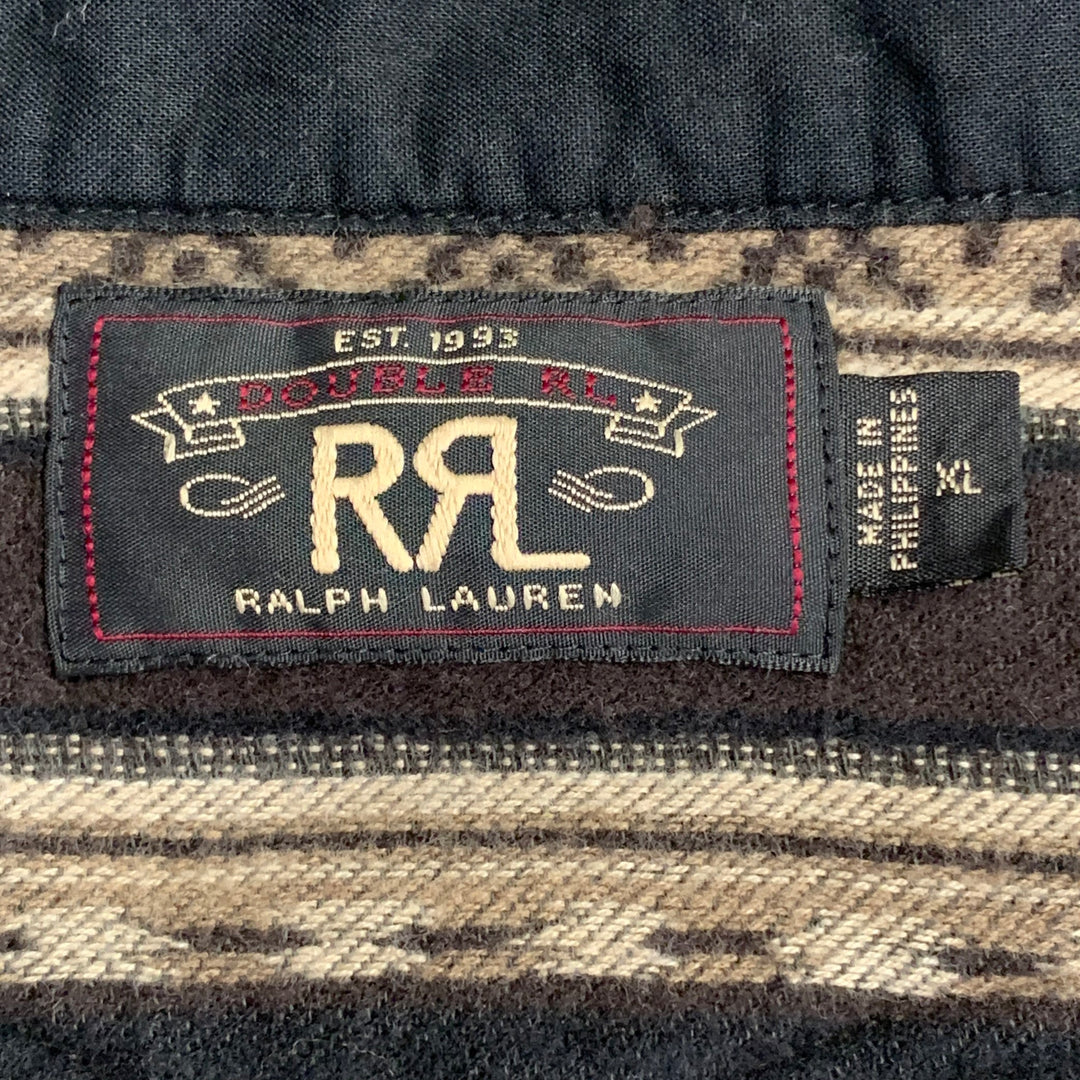 EST. 1993
DOUBLE RL
RRL
RALPH LAUREN
MADE IN
PHILIPPINES
XL